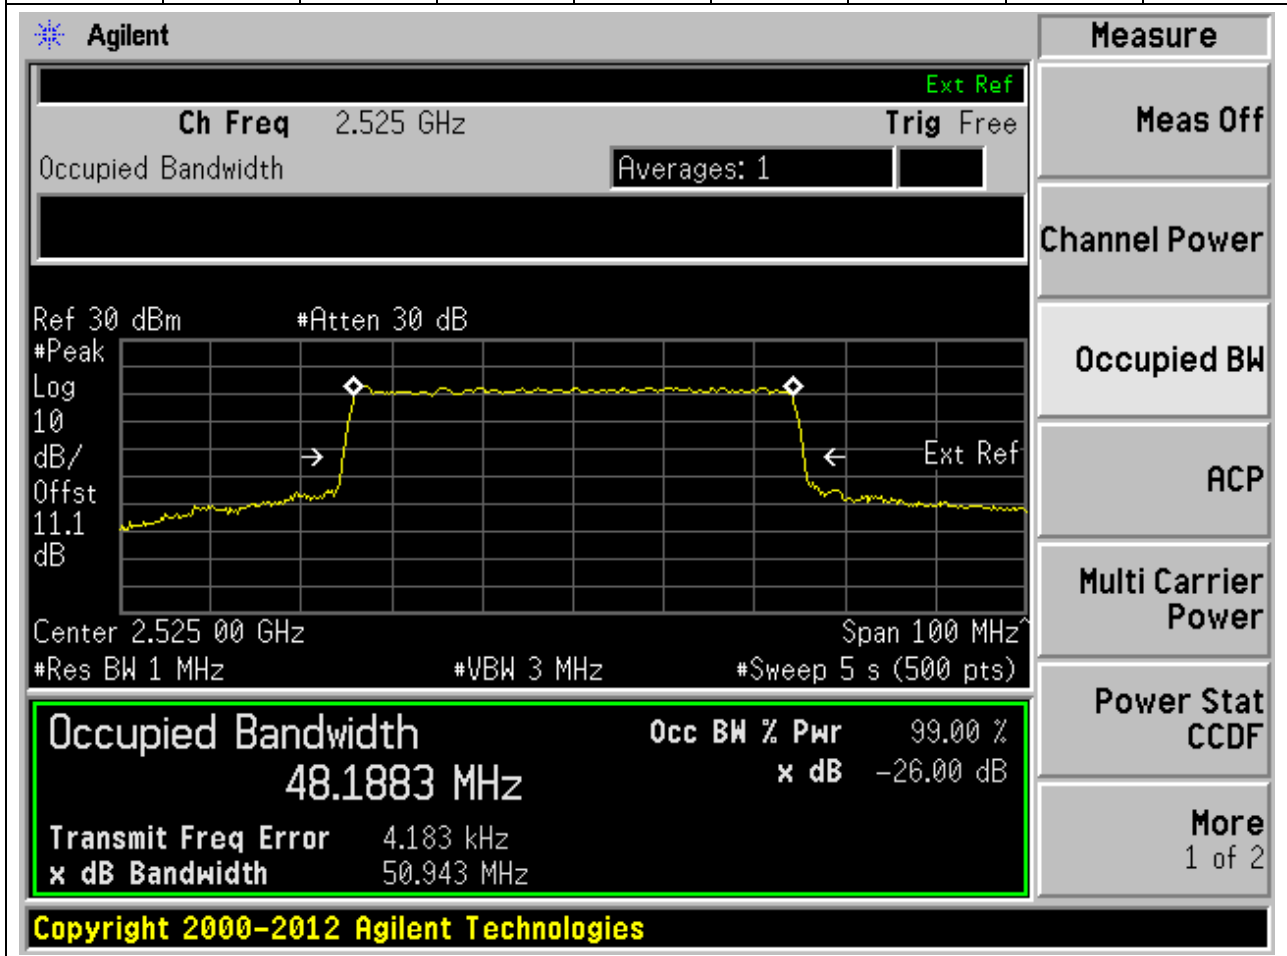 Agilent
Measure
Ext Ref
Ch Freq 2.525 GHz Trig Free
Meas Off
Occupied Bandwidth Averages: 1
Channel Power
Ref 30 dBm #Atten 30 dB
#Peak
Log
10
dB/
Offst
11.1
dB
Ext Ref
Occupied BW
ACP
Center 2.525 00 GHz Span 100 MHz^
#Res BW 1 MHz #VBW 3 MHz #Sweep 5 s (500 pts)
Multi Carrier
Power
Occupied Bandwidth Occ BW % Pwr 99.00 %
48.1883 MHz x dB -26.00 dB
Transmit Freq Error 4.183 kHz
x dB Bandwidth 50.943 MHz
Power Stat
CCDF
More
1 of 2
Copyright 2000-2012 Agilent Technologies